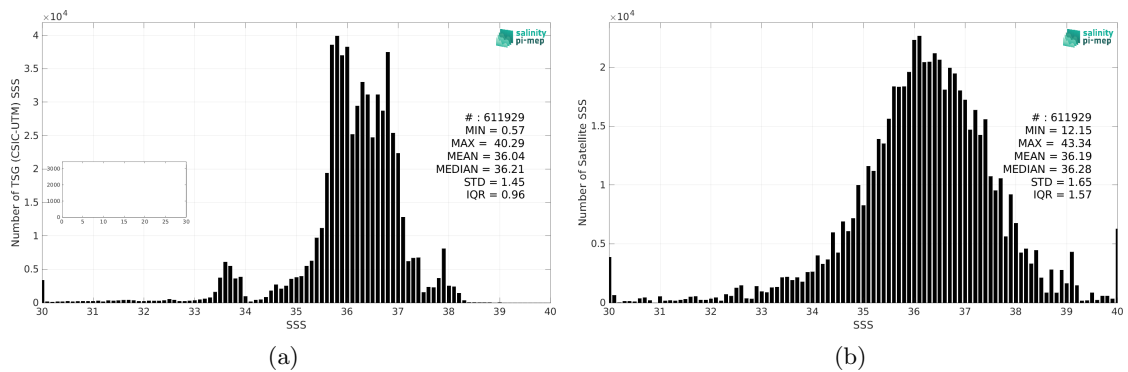 ×10⁴
4
3.5
3
2.5
2
1.5
1
0.5
0
Number of TSG (CSIC-UTM) SSS
salinity
pi-mep
# : 611929
MIN = 0.57
MAX = 40.29
MEAN = 36.04
MEDIAN = 36.21
STD = 1.45
IQR = 0.96
3000
2000
1000
0
0 5 10 15 20 25 30
30 31 32 33 34 35 36 37 38 39 40
SSS
(a)
×10⁴
2
1.5
1
0.5
0
Number of Satellite SSS
salinity
pi-mep
# : 611929
MIN = 12.15
MAX = 43.34
MEAN = 36.19
MEDIAN = 36.28
STD = 1.65
IQR = 1.57
30 31 32 33 34 35 36 37 38 39 40
SSS
(b)